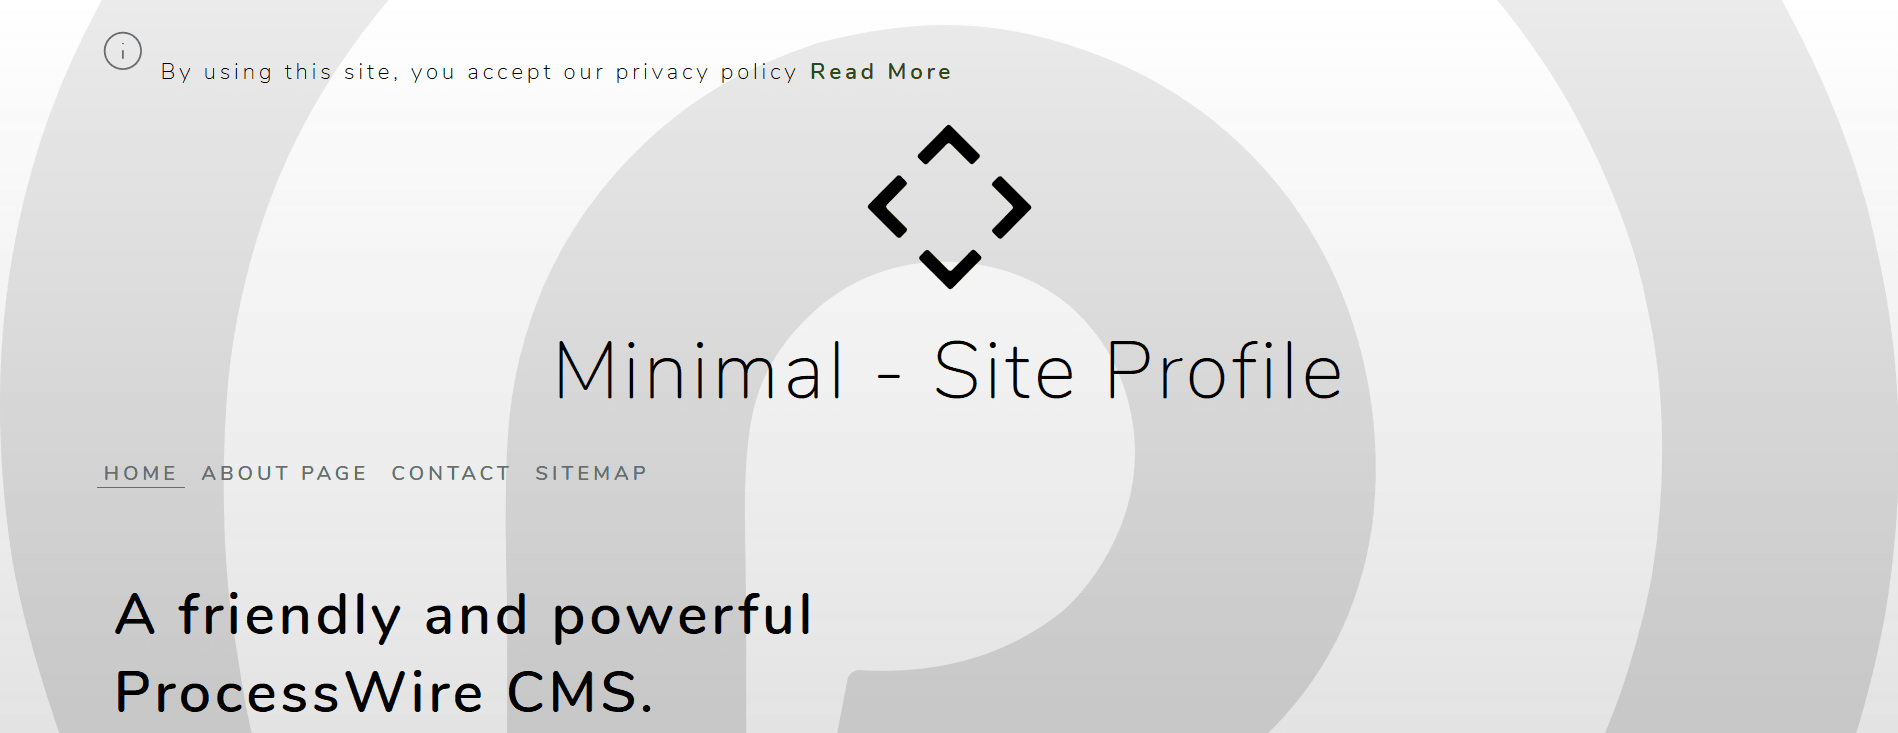 By using this site, you accept our privacy policy Read More
Minimal - Site Profile
HOME ABOUT PAGE CONTACT SITEMAP
A friendly and powerful
ProcessWire CMS.